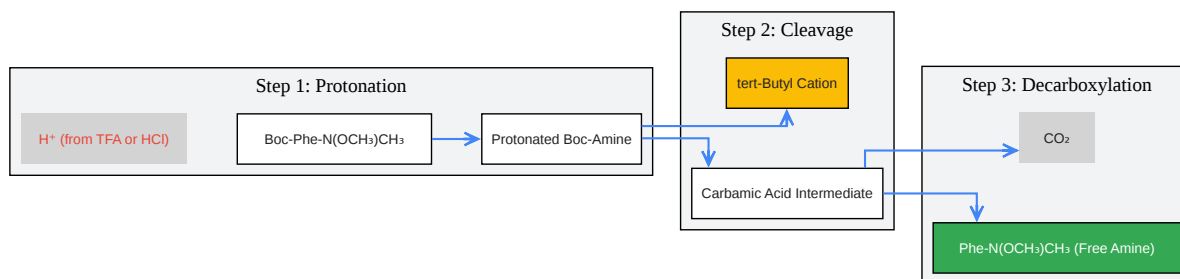 Step 1: Protonation
H⁺ (from TFA or HCl)
Boc-Phe-N(OCH₃)CH₃
Protonated Boc-Amine
Step 2: Cleavage
tert-Butyl Cation
Carbamic Acid Intermediate
Step 3: Decarboxylation
CO₂
Phe-N(OCH₃)CH₃ (Free Amine)